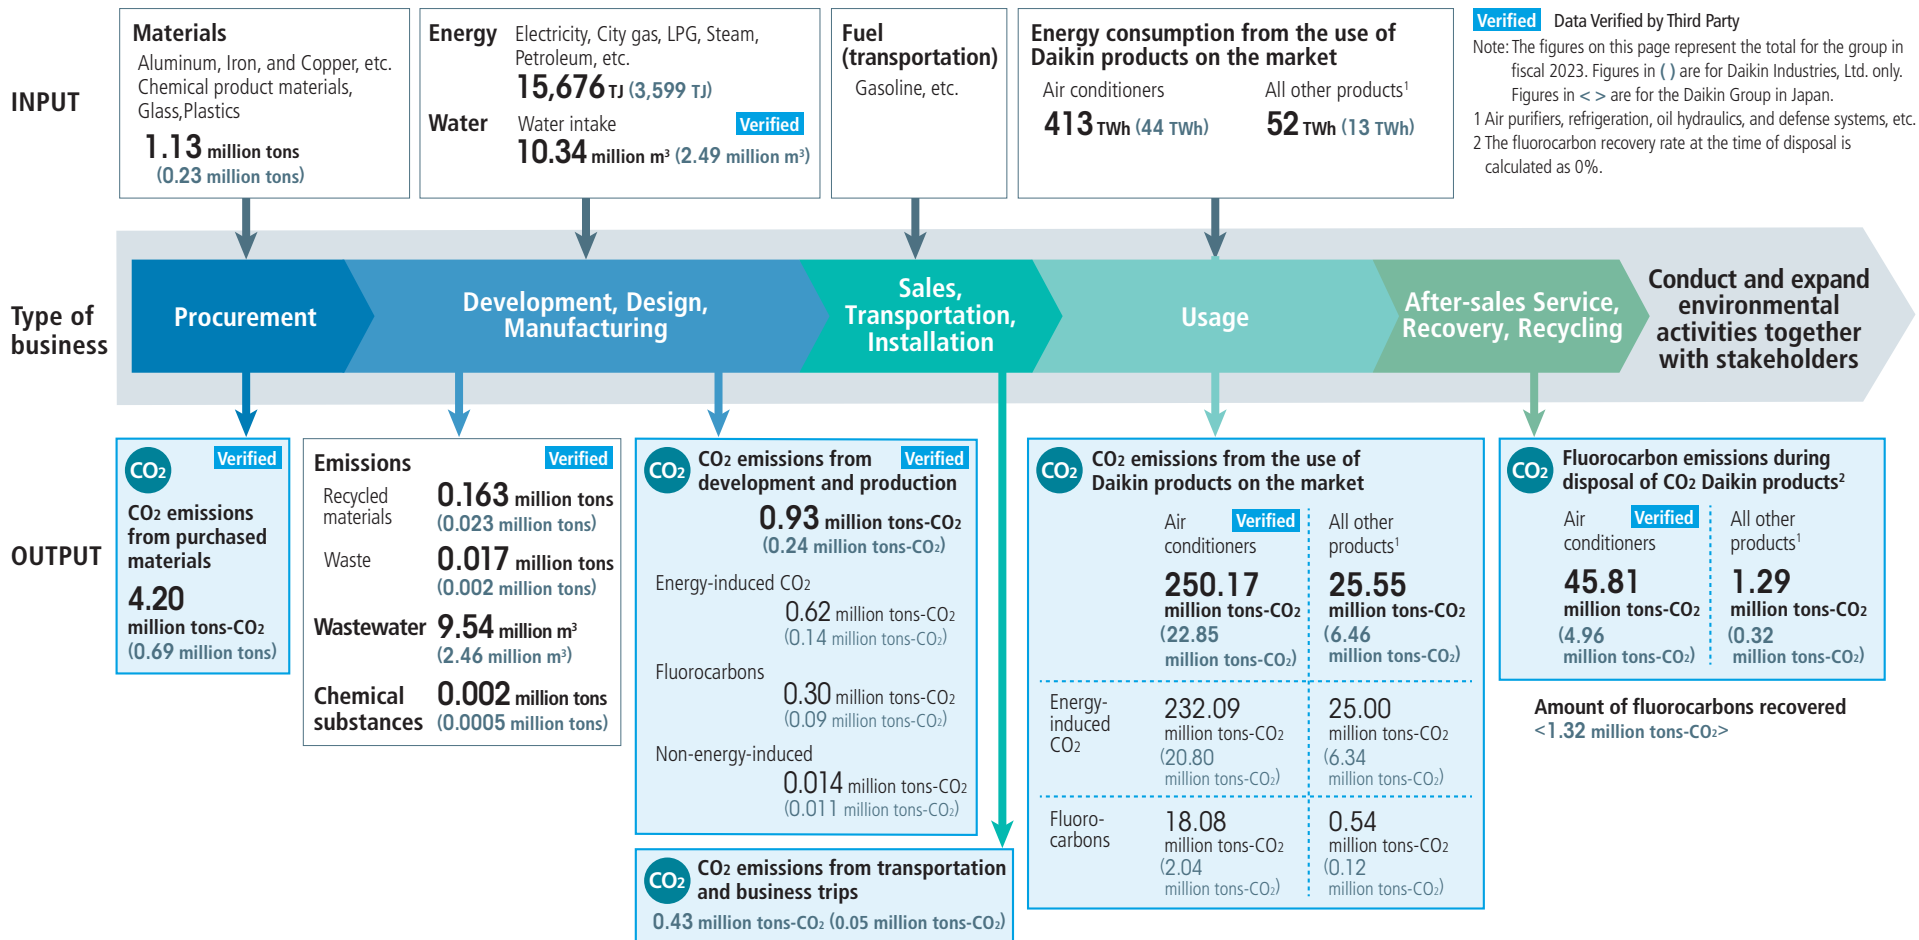 INPUT
Materials
Aluminum, Iron, and Copper, etc.
Chemical product materials,
Glass,Plastics
1.13 million tons
(0.23 million tons)
Energy
Electricity, City gas, LPG, Steam,
Petroleum, etc.
15,676 TJ (3,599 TJ)
Water
Water intake
Verified
10.34 million m³ (2.49 million m³)
Fuel
(transportation)
Gasoline, etc.
Energy consumption from the use of
Daikin products on the market
Air conditioners
413 TWh (44 TWh)
All other products¹
52 TWh (13 TWh)
Verified Data Verified by Third Party
Note: The figures on this page represent the total for the group in
fiscal 2023. Figures in ( ) are for Daikin Industries, Ltd. only.
Figures in < > are for the Daikin Group in Japan.
1 Air purifiers, refrigeration, oil hydraulics, and defense systems, etc.
2 The fluorocarbon recovery rate at the time of disposal is
calculated as 0%.
Type of
business
Procurement
Development, Design,
Manufacturing
Sales,
Transportation,
Installation
Usage
After-sales Service,
Recovery, Recycling
Conduct and expand
environmental
activities together
with stakeholders
OUTPUT
CO₂
Verified
CO₂ emissions
from purchased
materials
4.20
million tons-CO₂
(0.69 million tons)
Emissions
Verified
Recycled
materials
0.163 million tons
(0.023 million tons)
Waste
0.017 million tons
(0.002 million tons)
Wastewater
9.54 million m³
(2.46 million m³)
Chemical
substances
0.002 million tons
(0.0005 million tons)
CO₂
CO₂ emissions from
development and production
Verified
0.93 million tons-CO₂
(0.24 million tons-CO₂)
Energy-induced CO₂
0.62 million tons-CO₂
(0.14 million tons-CO₂)
Fluorocarbons
0.30 million tons-CO₂
(0.09 million tons-CO₂)
Non-energy-induced
0.014 million tons-CO₂
(0.011 million tons-CO₂)
CO₂
CO₂ emissions from transportation
and business trips
0.43 million tons-CO₂ (0.05 million tons-CO₂)
CO₂
CO₂ emissions from the use of
Daikin products on the market
Air
conditioners
Verified
250.17
million tons-CO₂
(22.85
million tons-CO₂)
All other
products¹
25.55
million tons-CO₂
(6.46
million tons-CO₂)
Energy-
induced
CO₂
232.09
million tons-CO₂
(20.80
million tons-CO₂)
25.00
million tons-CO₂
(6.34
million tons-CO₂)
Fluoro-
carbons
18.08
million tons-CO₂
(2.04
million tons-CO₂)
0.54
million tons-CO₂
(0.12
million tons-CO₂)
CO₂
Fluorocarbon emissions during
disposal of CO₂ Daikin products²
Air
conditioners
Verified
45.81
million tons-CO₂
(4.96
million tons-CO₂)
All other
products¹
1.29
million tons-CO₂
(0.32
million tons-CO₂)
Amount of fluorocarbons recovered
<1.32 million tons-CO₂>